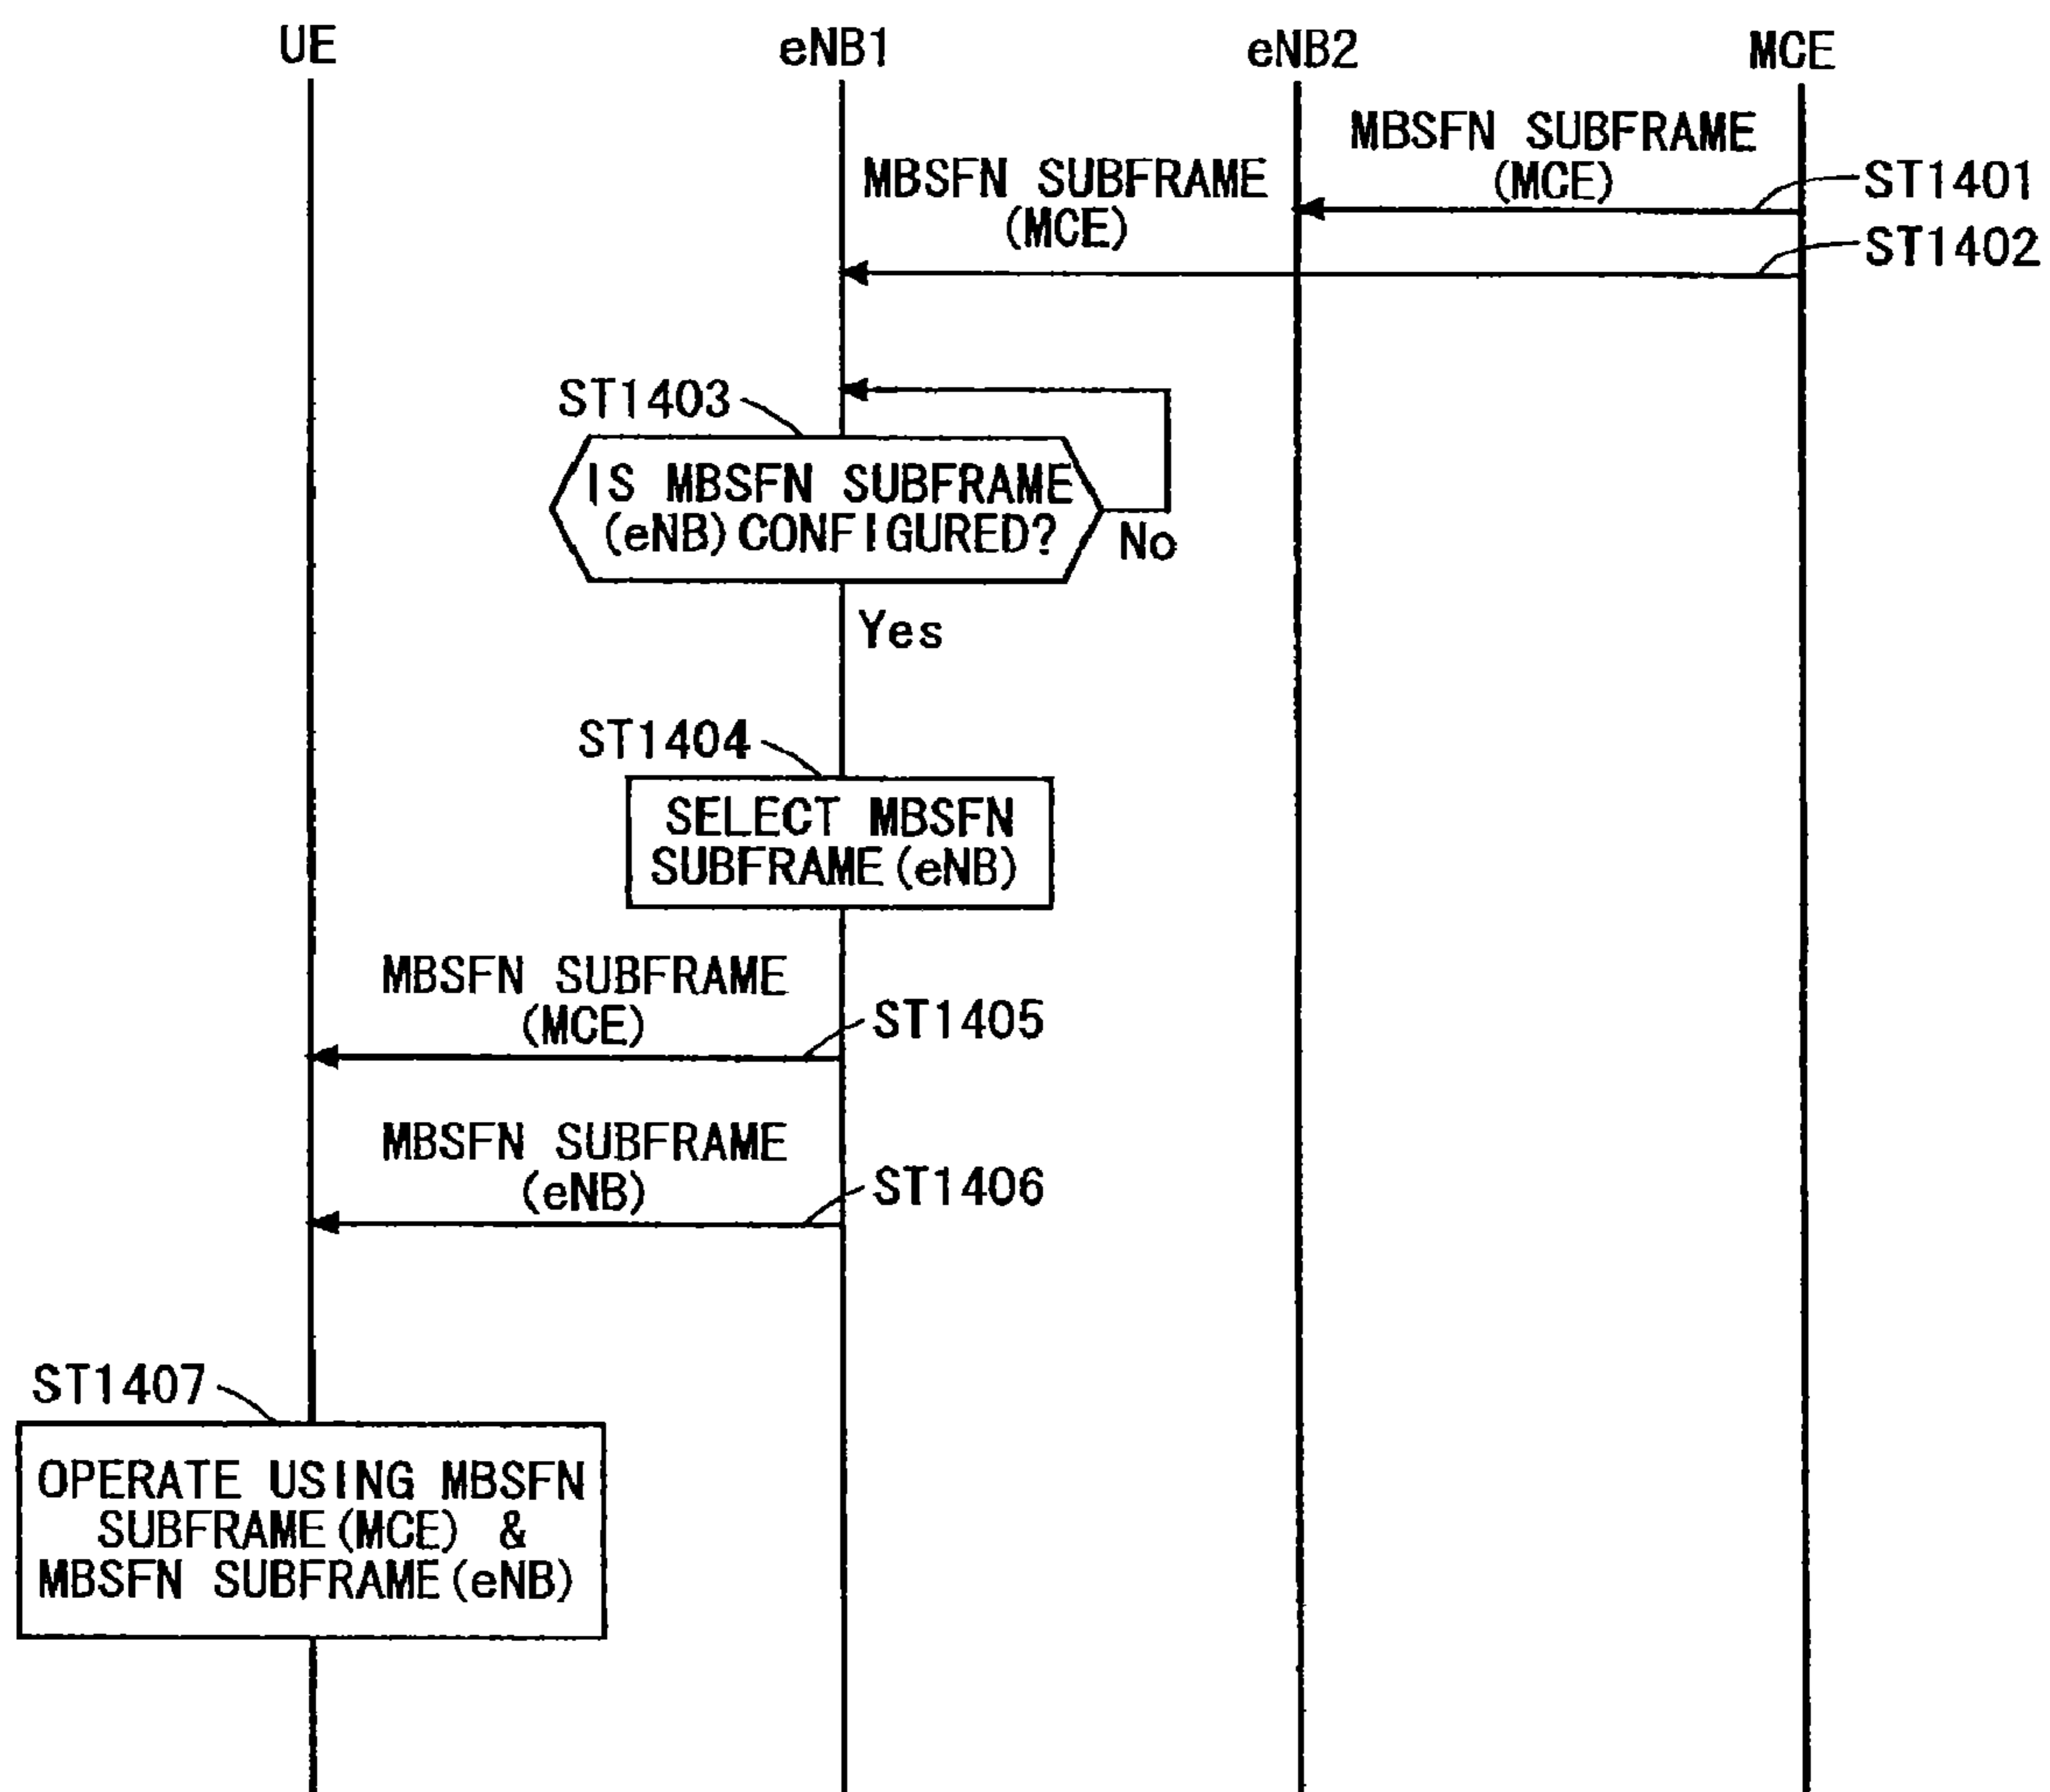 UE
eNB1
eNB2
MCE
MBSFN SUBFRAME
(MCE)
ST1401
MBSFN SUBFRAME
(MCE)
ST1402
ST1403
IS MBSFN SUBFRAME
(eNB) CONFIGURED?
No
Yes
ST1404
SELECT MBSFN
SUBFRAME (eNB)
MBSFN SUBFRAME
(MCE)
ST1405
MBSFN SUBFRAME
(eNB)
ST1406
ST1407
OPERATE USING MBSFN
SUBFRAME (MCE) &
MBSFN SUBFRAME (eNB)